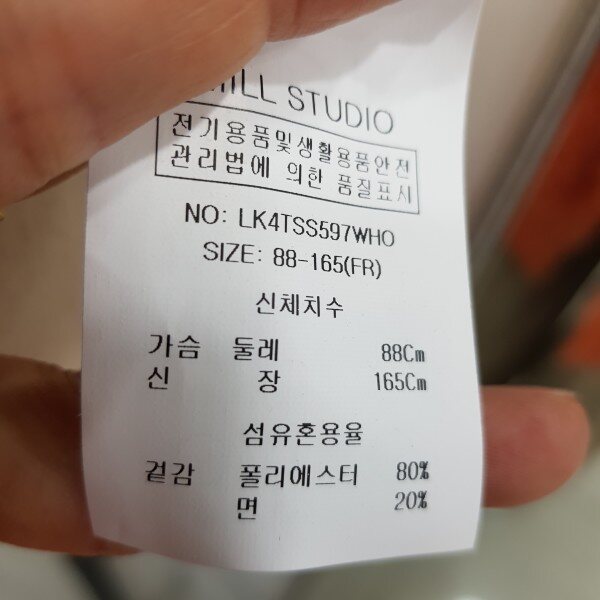 STUDIO
전기용품및생활용품안전
관리법에 의한 품질표시
NO: LK4TSS597WHO
SIZE: 88-165(FR)
신체치수
가슴 둘레 88Cm
신 장 165Cm
섬유혼용율
겉감 폴리에스터 80%
면 20%